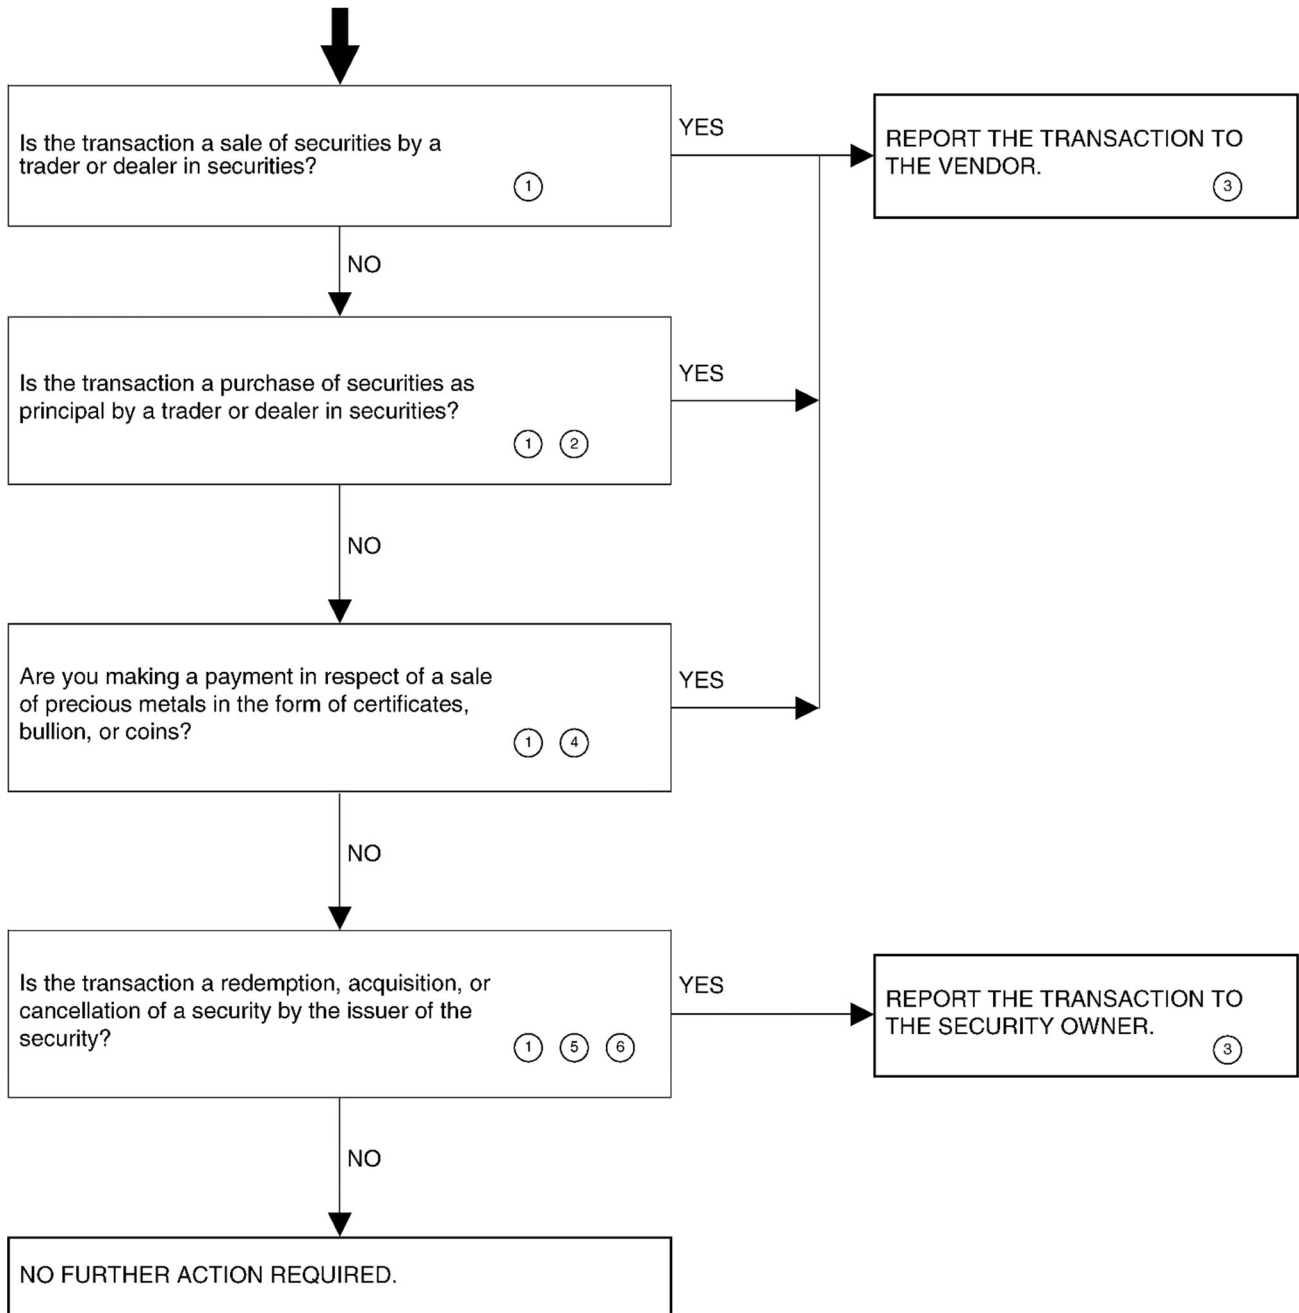 Is the transaction a sale of securities by a
trader or dealer in securities?
①
YES
REPORT THE TRANSACTION TO
THE VENDOR.
③
NO
Is the transaction a purchase of securities as
principal by a trader or dealer in securities?
① ②
YES
NO
Are you making a payment in respect of a sale
of precious metals in the form of certificates,
bullion, or coins?
① ④
YES
NO
Is the transaction a redemption, acquisition, or
cancellation of a security by the issuer of the
security?
① ⑤ ⑥
YES
REPORT THE TRANSACTION TO
THE SECURITY OWNER.
③
NO
NO FURTHER ACTION REQUIRED.